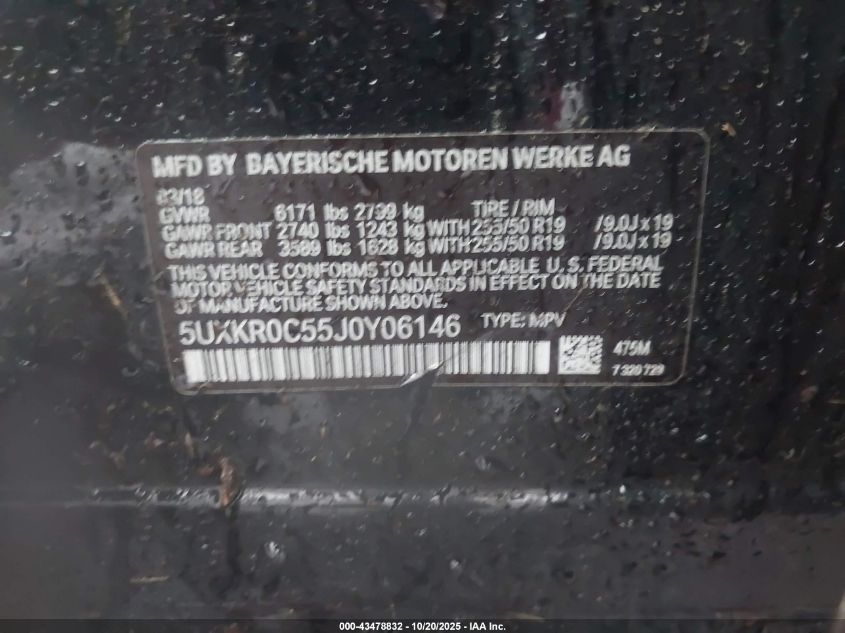 MFD BY BAYERISCHE MOTOREN WERKE AG
03/18
GVWR 6171 lbs 2799 kg TIRE / RIM
GAWR FRONT 2740 lbs 1243 kg WITH 255/50 R19 /9.0J x 19
GAWR REAR 3589 lbs 1628 kg WITH 255/50 R19 /9.0J x 19
THIS VEHICLE CONFORMS TO ALL APPLICABLE U. S. FEDERAL
MOTOR VEHICLE SAFETY STANDARDS IN EFFECT ON THE DATE
OF MANUFACTURE SHOWN ABOVE.
5UXKR0C55J0Y06146 TYPE: MPV
475M
7 320 729
000-43478832 - 10/20/2025 - IAA Inc.